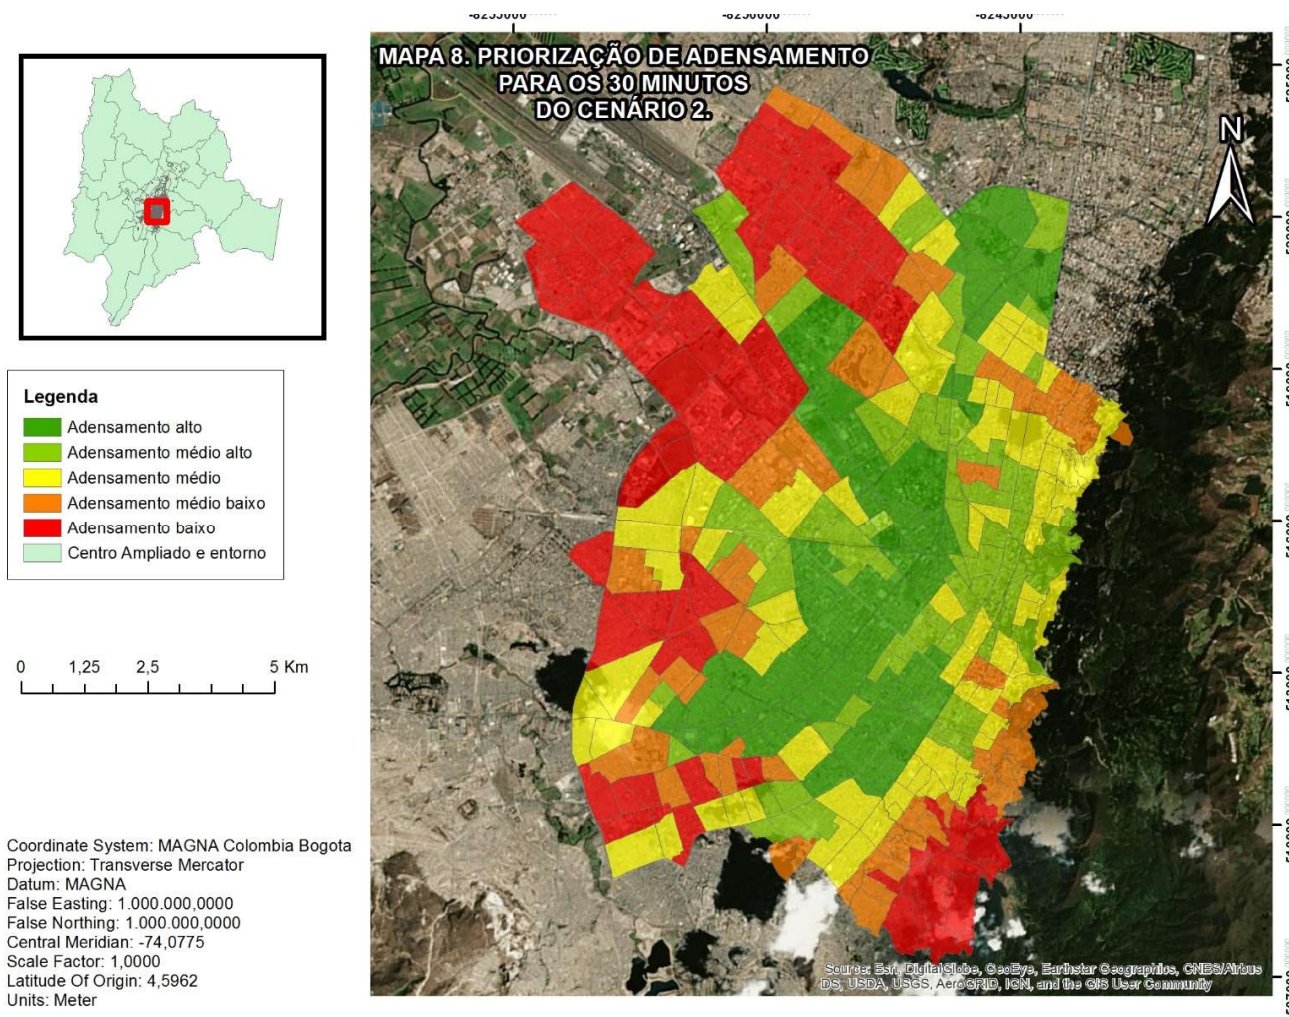 -8255000
-8250000
-8245000
MAPA 8. PRIORIZAÇÃO DE ADENSAMENTO
PARA OS 30 MINUTOS
DO CENÁRIO 2.
N
Legenda
Adensamento alto
Adensamento médio alto
Adensamento médio
Adensamento médio baixo
Adensamento baixo
Centro Ampliado e entorno
0 1,25 2,5 5 Km
Coordinate System: MAGNA Colombia Bogota
Projection: Transverse Mercator
Datum: MAGNA
False Easting: 1.000.000,0000
False Northing: 1.000.000,0000
Central Meridian: -74,0775
Scale Factor: 1,0000
Latitude Of Origin: 4,5962
Units: Meter
Source: Esri, DigitalGlobe, GeoEye, Earthstar Geographics, CNES/Airbus
DS, USDA, USGS, AeroGRID, IGN, and the GIS User Community